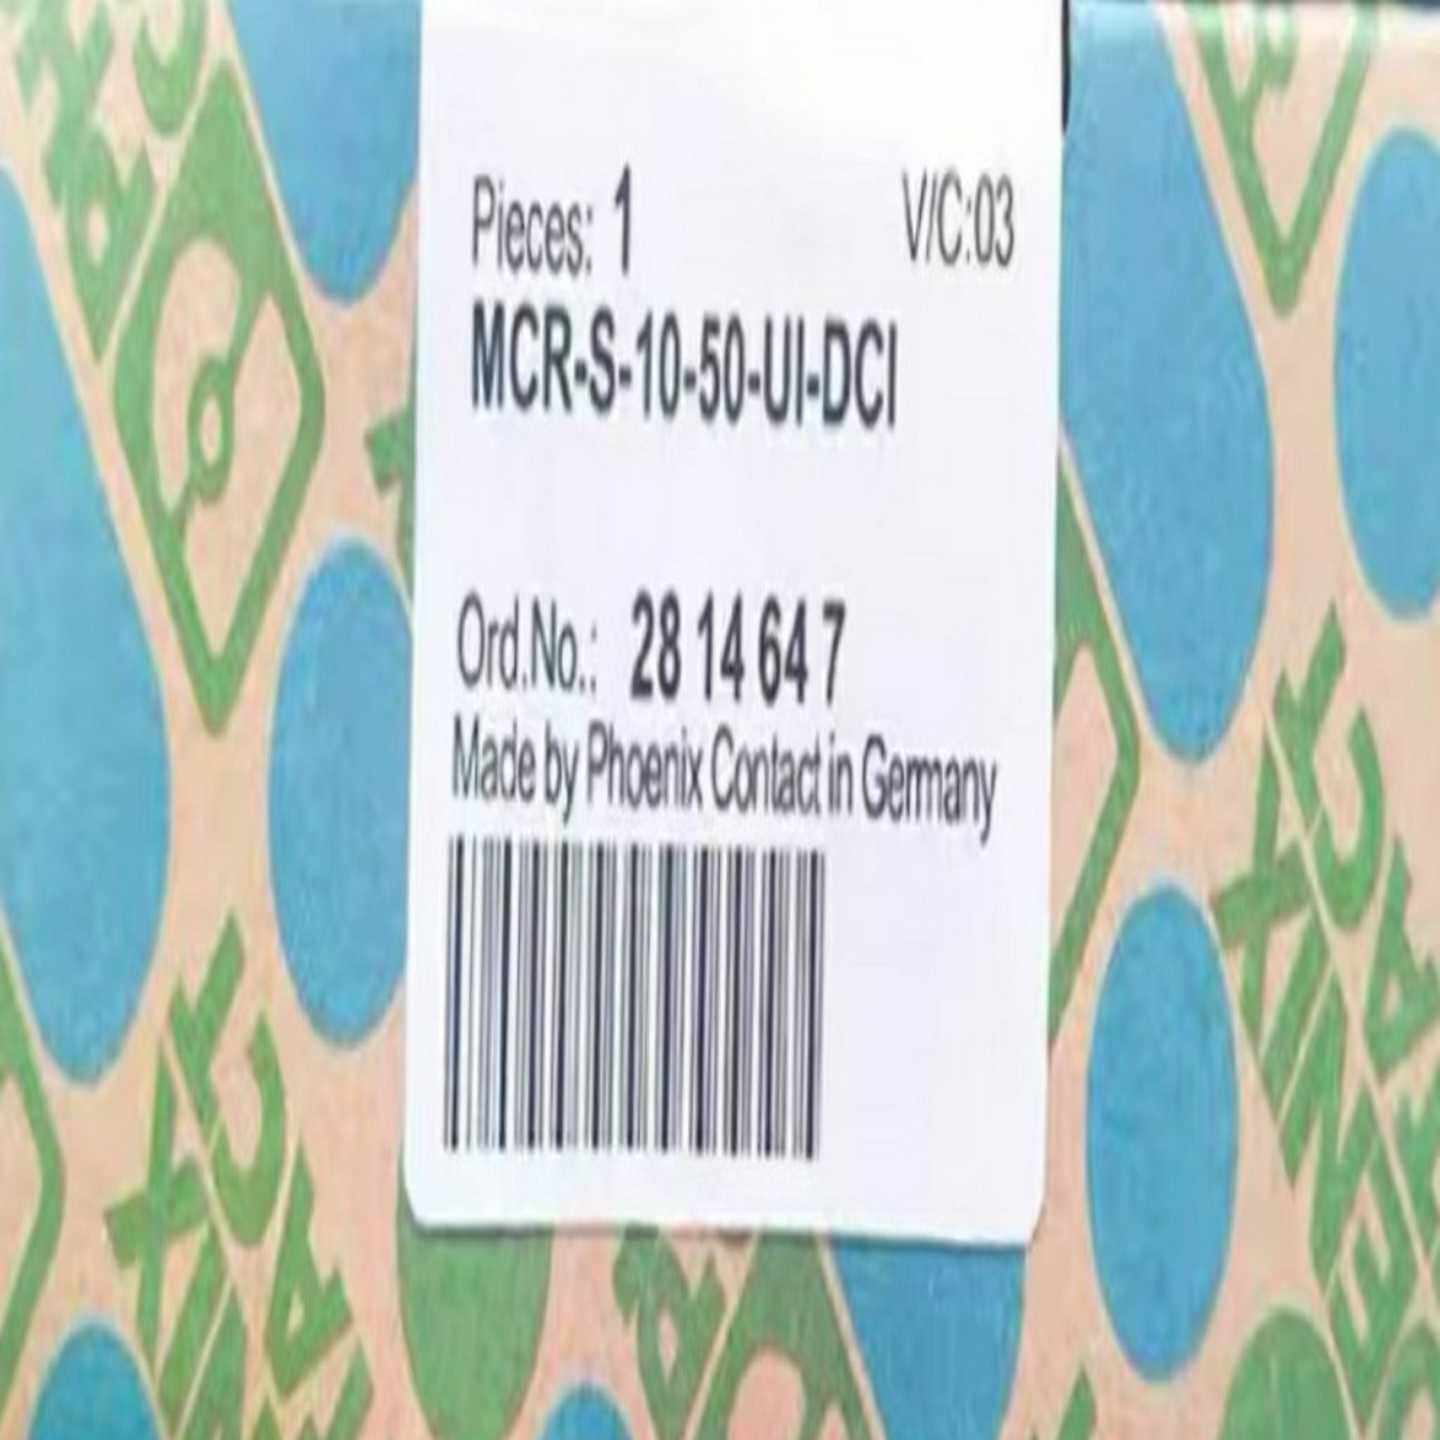 Pieces: 1 V/C:03
MCR-S-10-50-UI-DCI
Ord.No.: 28 14 64 7
Made by Phoenix Contact in Germany